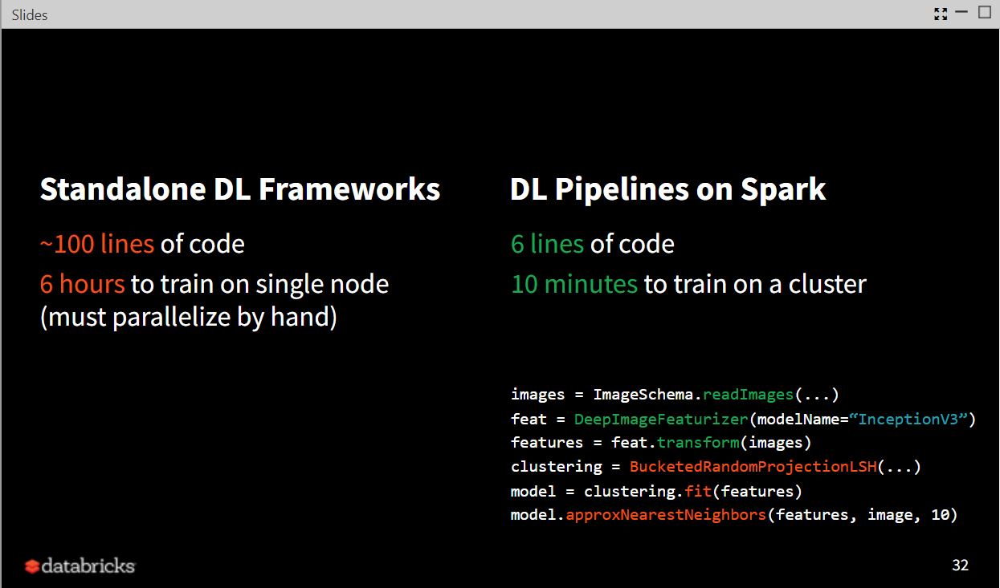 Slides
Standalone DL Frameworks
~100 lines of code
6 hours to train on single node
(must parallelize by hand)
DL Pipelines on Spark
6 lines of code
10 minutes to train on a cluster
images = ImageSchema.readImages(...)
feat = DeepImageFeaturizer(modelName=“InceptionV3”)
features = feat.transform(images)
clustering = BucketedRandomProjectionLSH(...)
model = clustering.fit(features)
model.approxNearestNeighbors(features, image, 10)
databricks
32